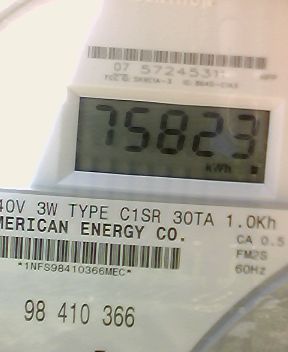 07 5724531
75823
kWh
40V 3W TYPE C1SR 30TA 1.0Kh
MERICAN ENERGY CO.
CA 0.5
FM2S
60Hz
*1NFS98410366MEC*
98 410 366